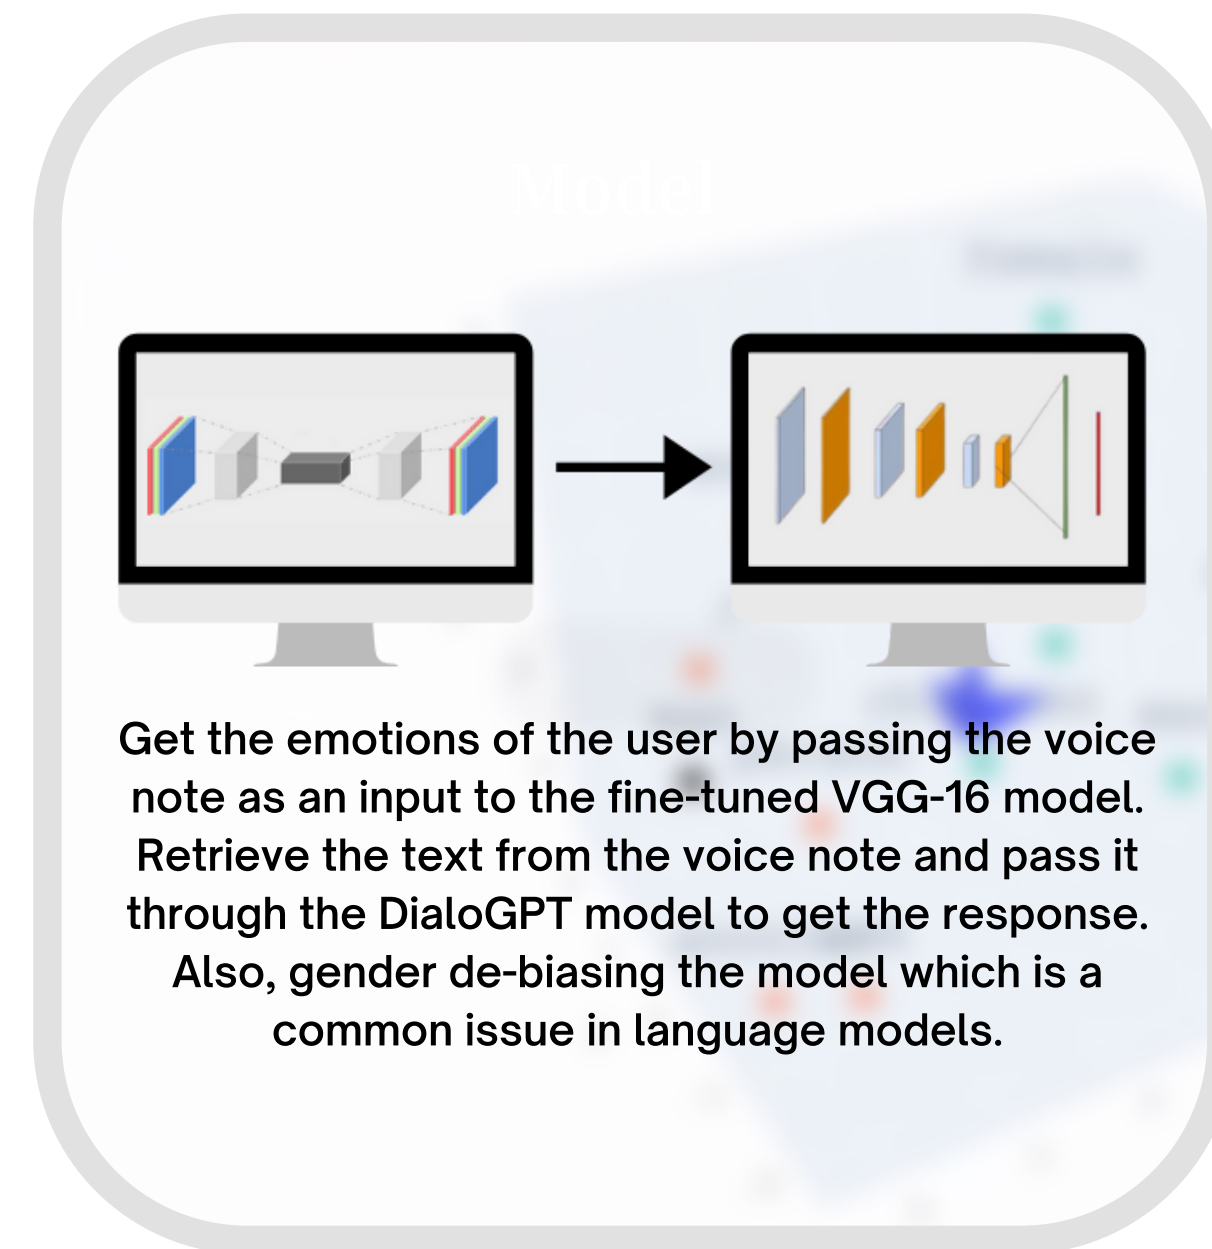 Model
Get the emotions of the user by passing the voice
note as an input to the fine-tuned VGG-16 model.
Retrieve the text from the voice note and pass it
through the DialoGPT model to get the response.
Also, gender de-biasing the model which is a
common issue in language models.